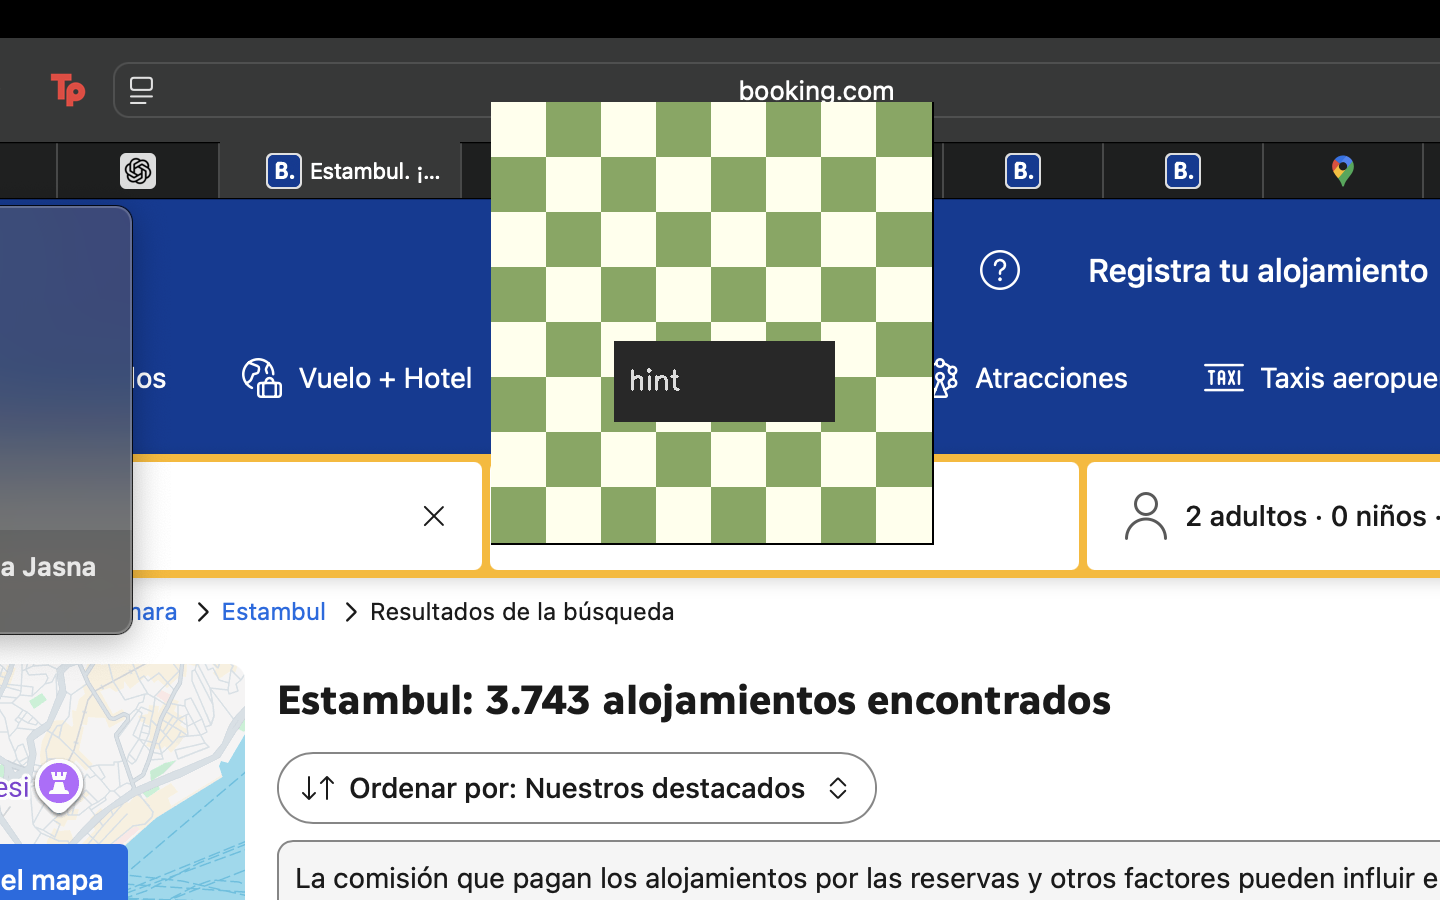 Tp
booking.com
B. Estambul. ¡...
B.
B.
?
Registra tu alojamiento
los
Vuelo + Hotel
hint
Atracciones
TAXI Taxis aeropue
2 adultos · 0 niños ·
a Jasna
nara > Estambul > Resultados de la búsqueda
Estambul: 3.743 alojamientos encontrados
esi
Ordenar por: Nuestros destacados
el mapa
La comisión que pagan los alojamientos por las reservas y otros factores pueden influir e